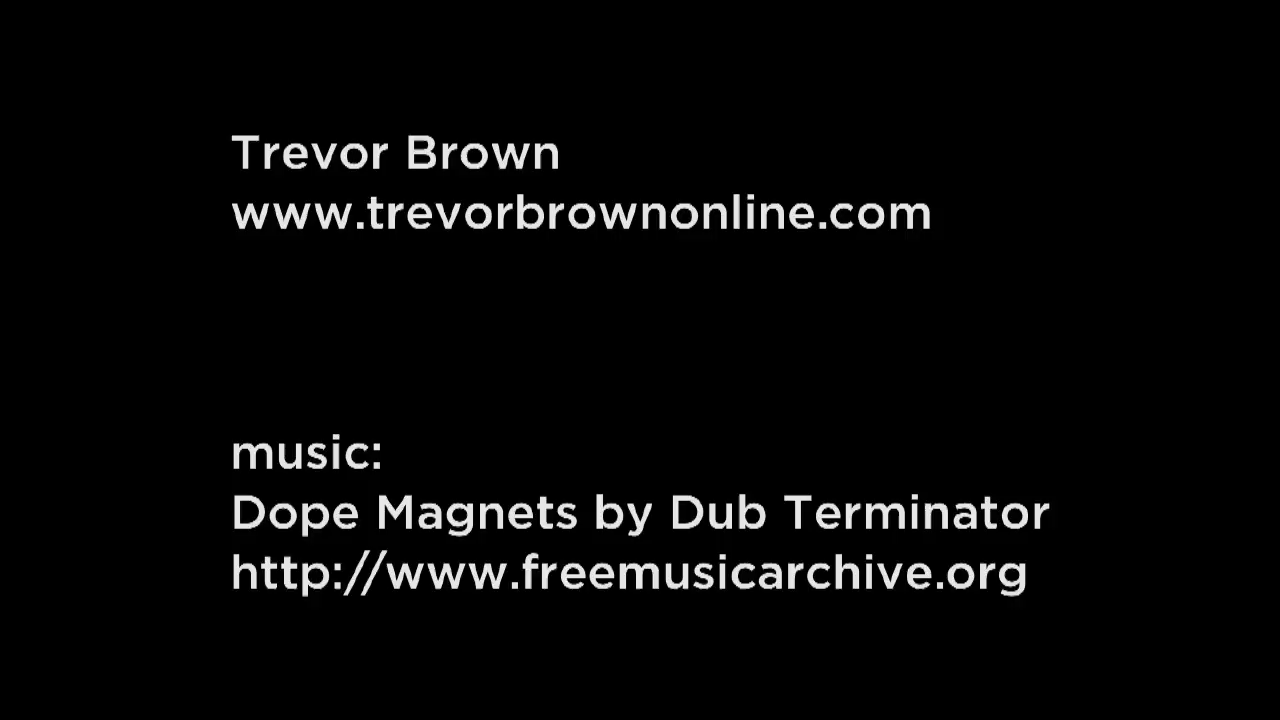 Trevor Brown
www.trevorbrownonline.com
music:
Dope Magnets by Dub Terminator
http://www.freemusicarchive.org